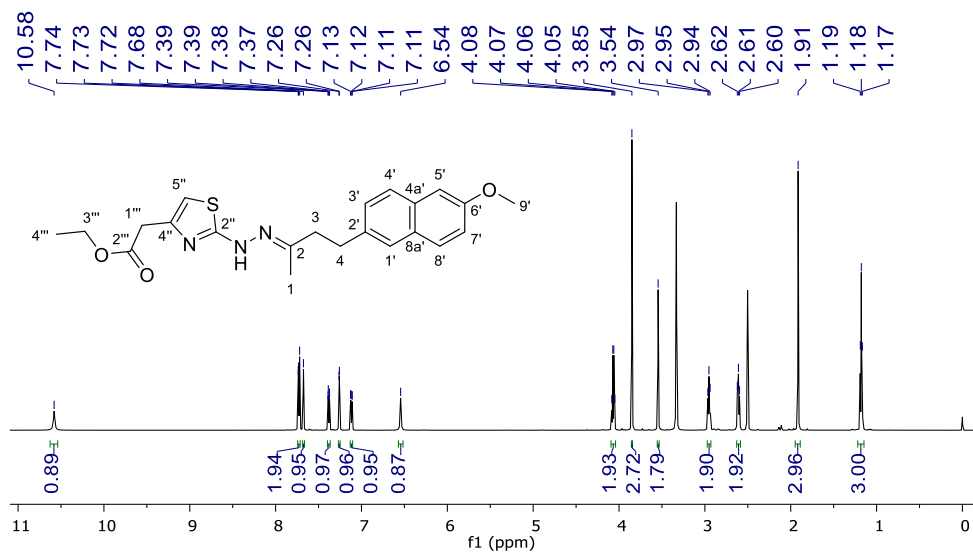 10.58 7.74 7.73 7.72 7.68 7.39 7.39 7.38 7.37 7.26 7.26 7.13 7.12 7.11 7.11 6.54 4.08 4.07 4.06 4.05 3.85 3.54 2.97 2.95 2.94 2.62 2.61 2.60 1.91 1.19 1.18 1.17
4' 5'
5" S 3' 4a' O 9'
1''' 3 2' 6'
3''' 4" 2" N 8a' 7'
4''' 2''' N N 2 4 1' 8'
O H
O 1
0.89 1.94 0.95 0.97 0.96 0.95 0.87 1.93 2.72 1.79 1.90 1.92 2.96 3.00
11 10 9 8 7 6 5 4 3 2 1 0
f1 (ppm)